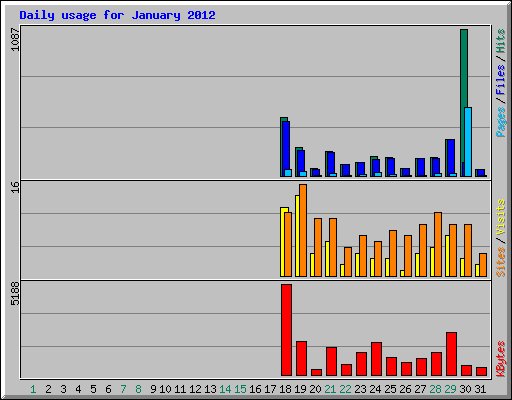 Daily usage for January 2012
1087
16
5188
Pages / Files / Hits
Sites / Visits
KBytes
1 2 3 4 5 6 7 8 9 10 11 12 13 14 15 16 17 18 19 20 21 22 23 24 25 26 27 28 29 30 31